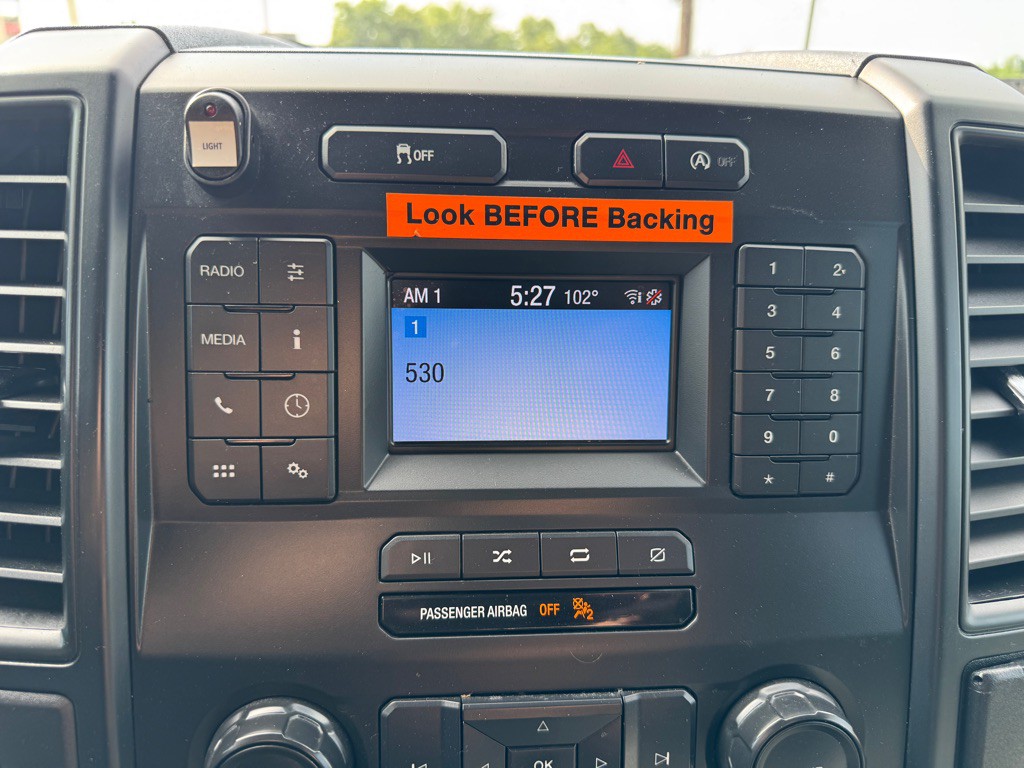 LIGHT
OFF
A OFF
Look BEFORE Backing
RADIO
MEDIA
i
AM 1 5:27 102°
1
530
1 2
3 4
5 6
7 8
9 0
* #
PASSENGER AIRBAG OFF 2
OK